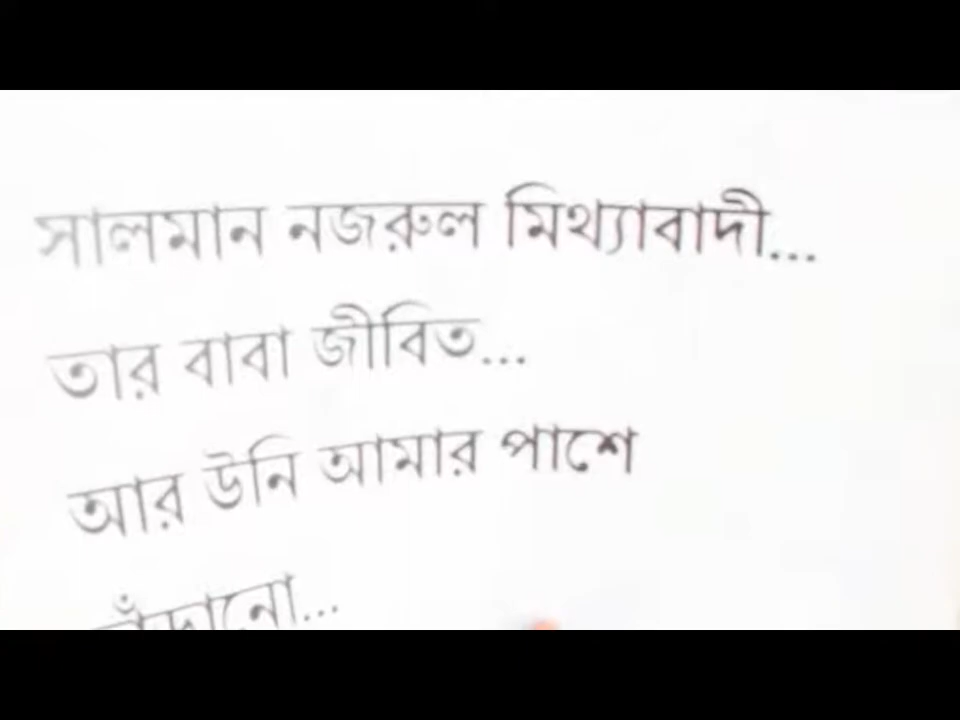 সালমান নজরুল মিথ্যাবাদী...
তার বাবা জীবিত...
আর উনি আমার পাশে
দাঁড়ানো...